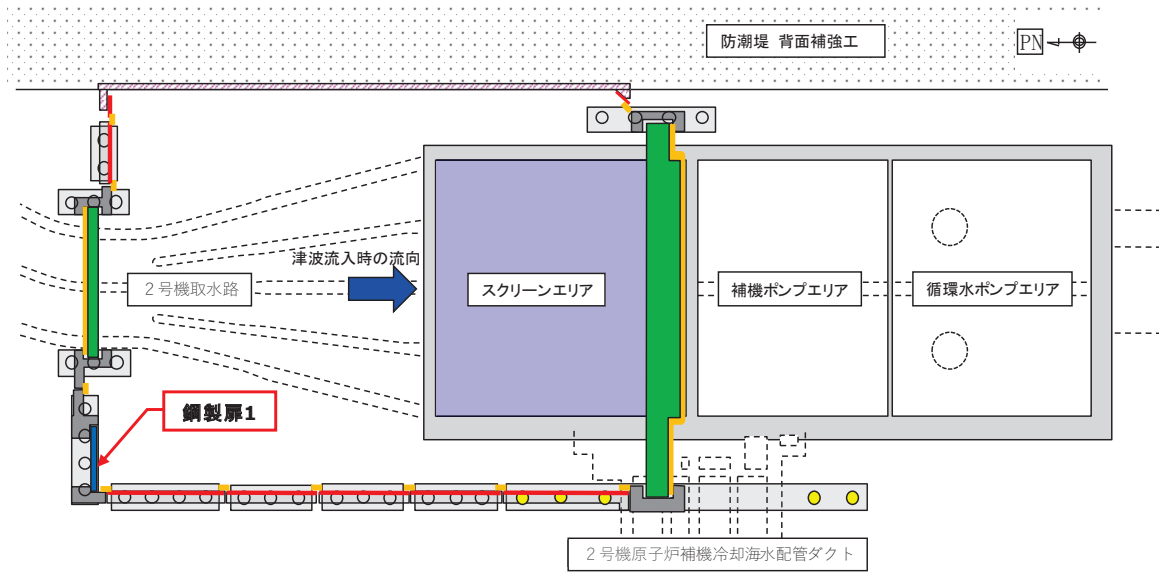 防潮堤 背面補強工
PN
津波流入時の流向
2号機取水路
スクリーンエリア
補機ポンプエリア
循環水ポンプエリア
鋼製扉1
2号機原子炉補機冷却海水配管ダクト